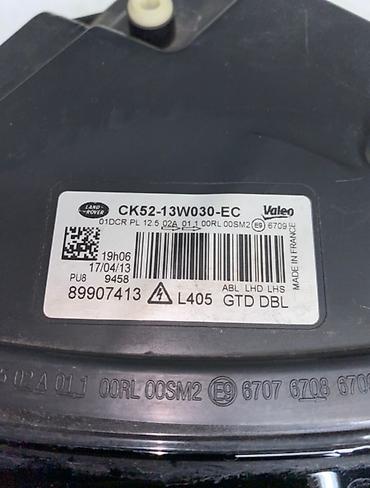 LAND ROVER
CK52-13W030-EC
Valeo
01DCR PL 12.5 02A 01.1 00RL 00SM2 E9 6709
19h06
17/04/13
PU8 9458
ABL LHD LHS
89907413 L405 GTD DBL
MADE IN FRANCE
5 02A 01.1 00RL 00SM2 E9 6707 6708 6709